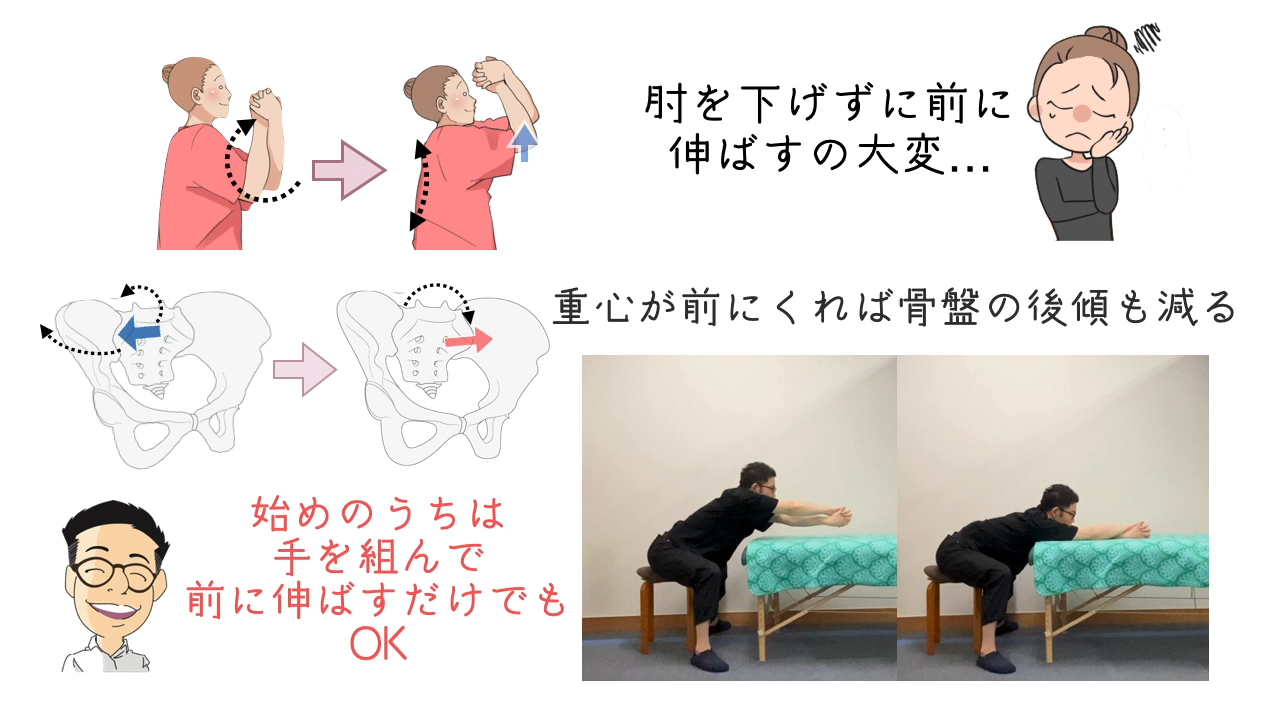 肘を下げずに前に
伸ばすの大変...
重心が前にくれば骨盤の後傾も減る
始めのうちは
手を組んで
前に伸ばすだけでも
OK